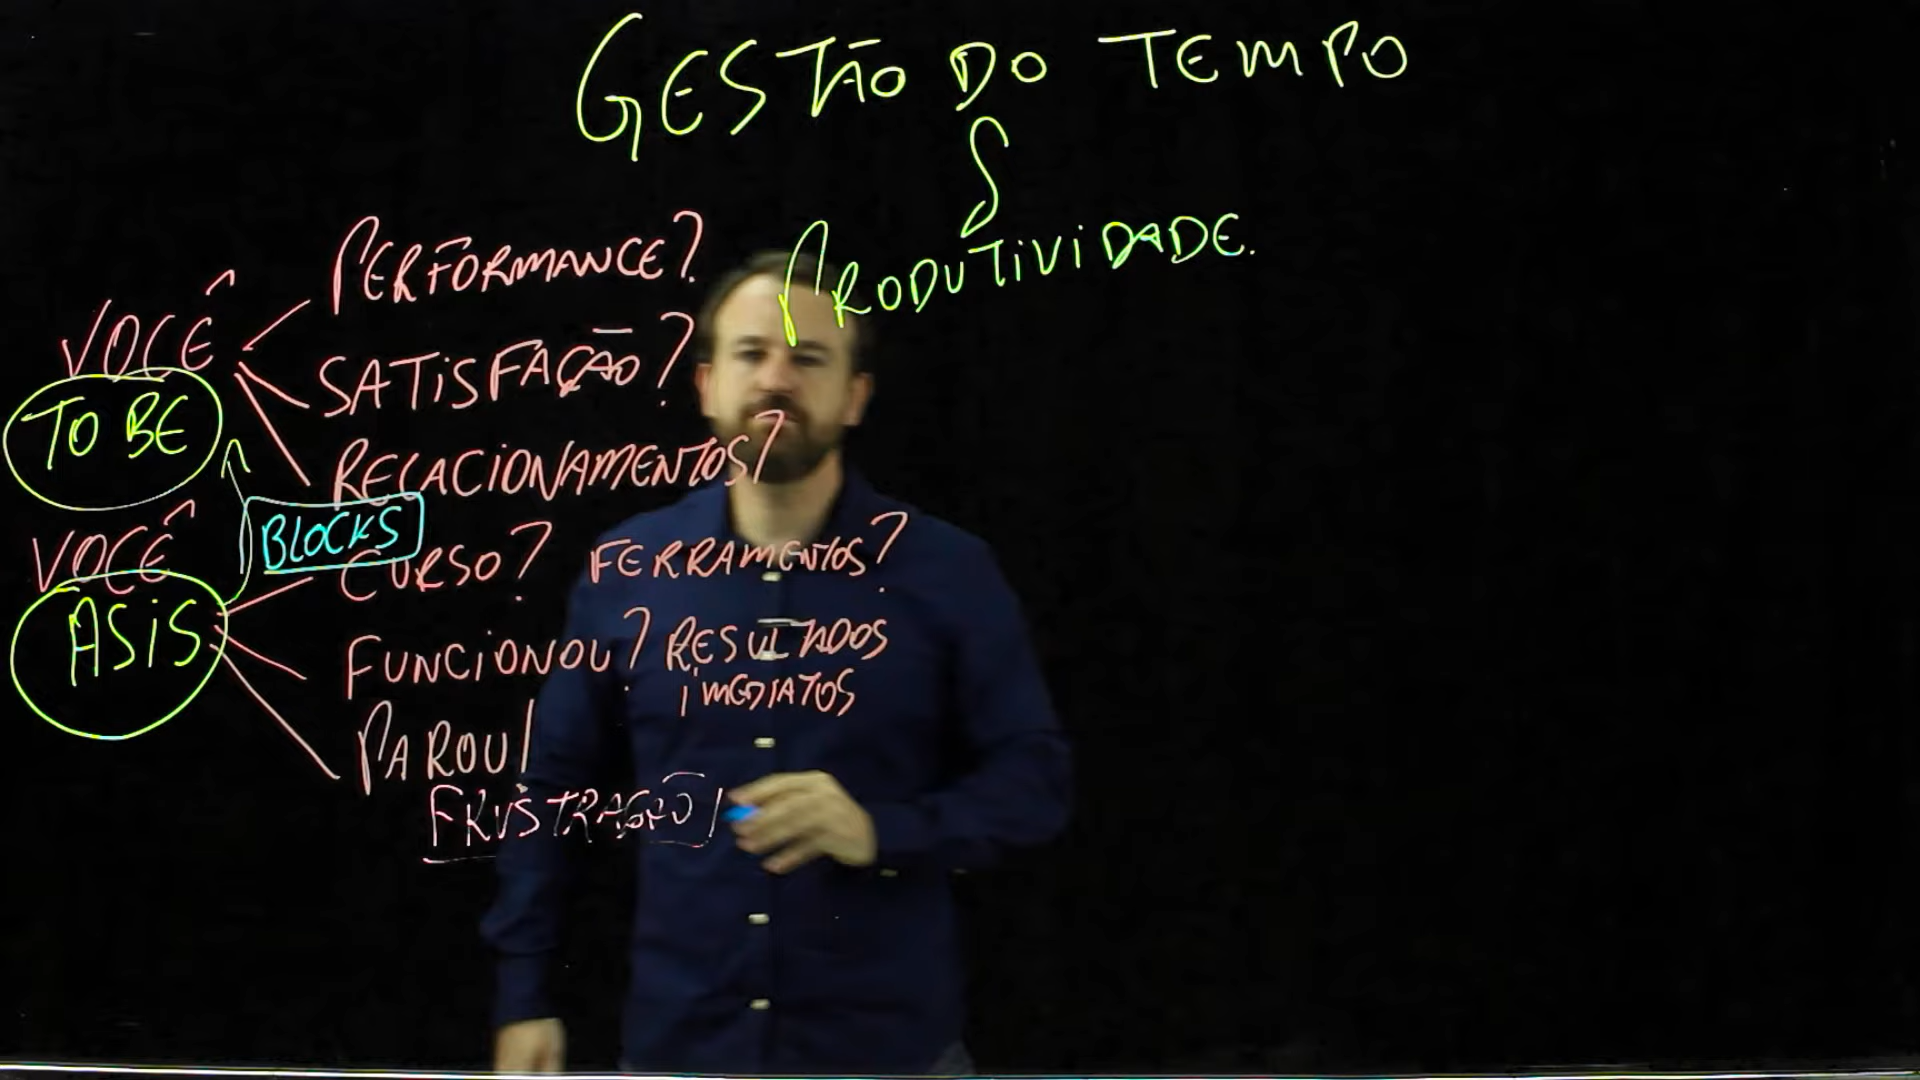 GESTÃO DO TEMPO
&
PRODUTIVIDADE.
VOCÊ
PERFORMANCE?
SATISFAÇÃO?
RELACIONAMENTOS?
TO BE
BLOCKS
VOCÊ
ASIS
CURSO? FERRAMENTOS?
FUNCIONOU? RESULTADOS
IMEDIATOS
PAROU!
FRUSTRAÇÃO!